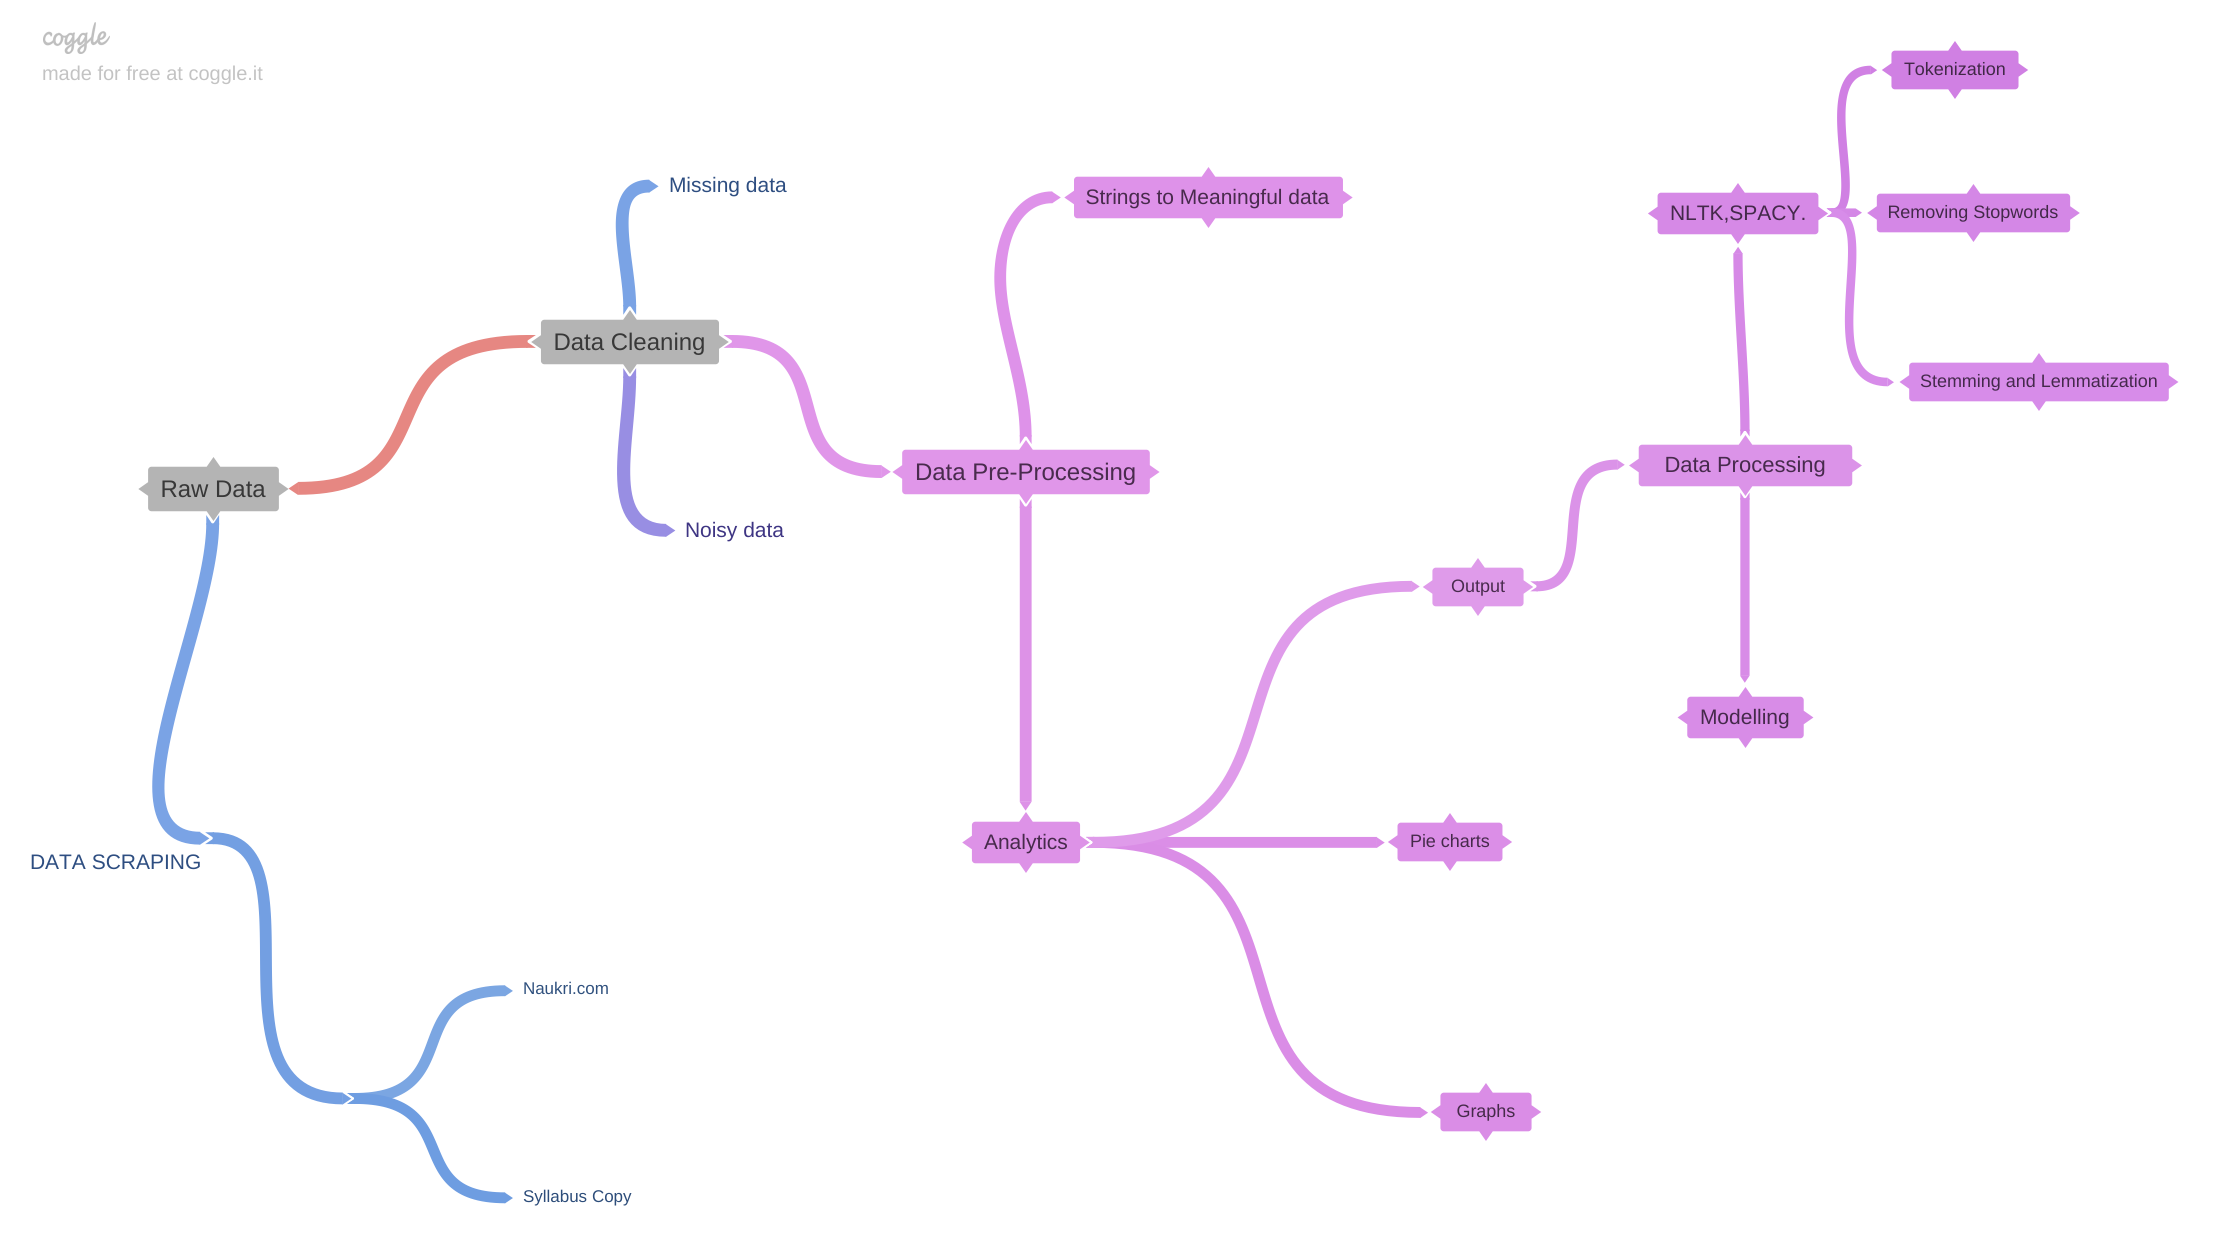 coggle
made for free at coggle.it
Tokenization
Missing data
Strings to Meaningful data
NLTK,SPACY.
Removing Stopwords
Data Cleaning
Stemming and Lemmatization
Raw Data
Data Pre-Processing
Data Processing
Noisy data
Output
Modelling
DATA SCRAPING
Analytics
Pie charts
Naukri.com
Graphs
Syllabus Copy